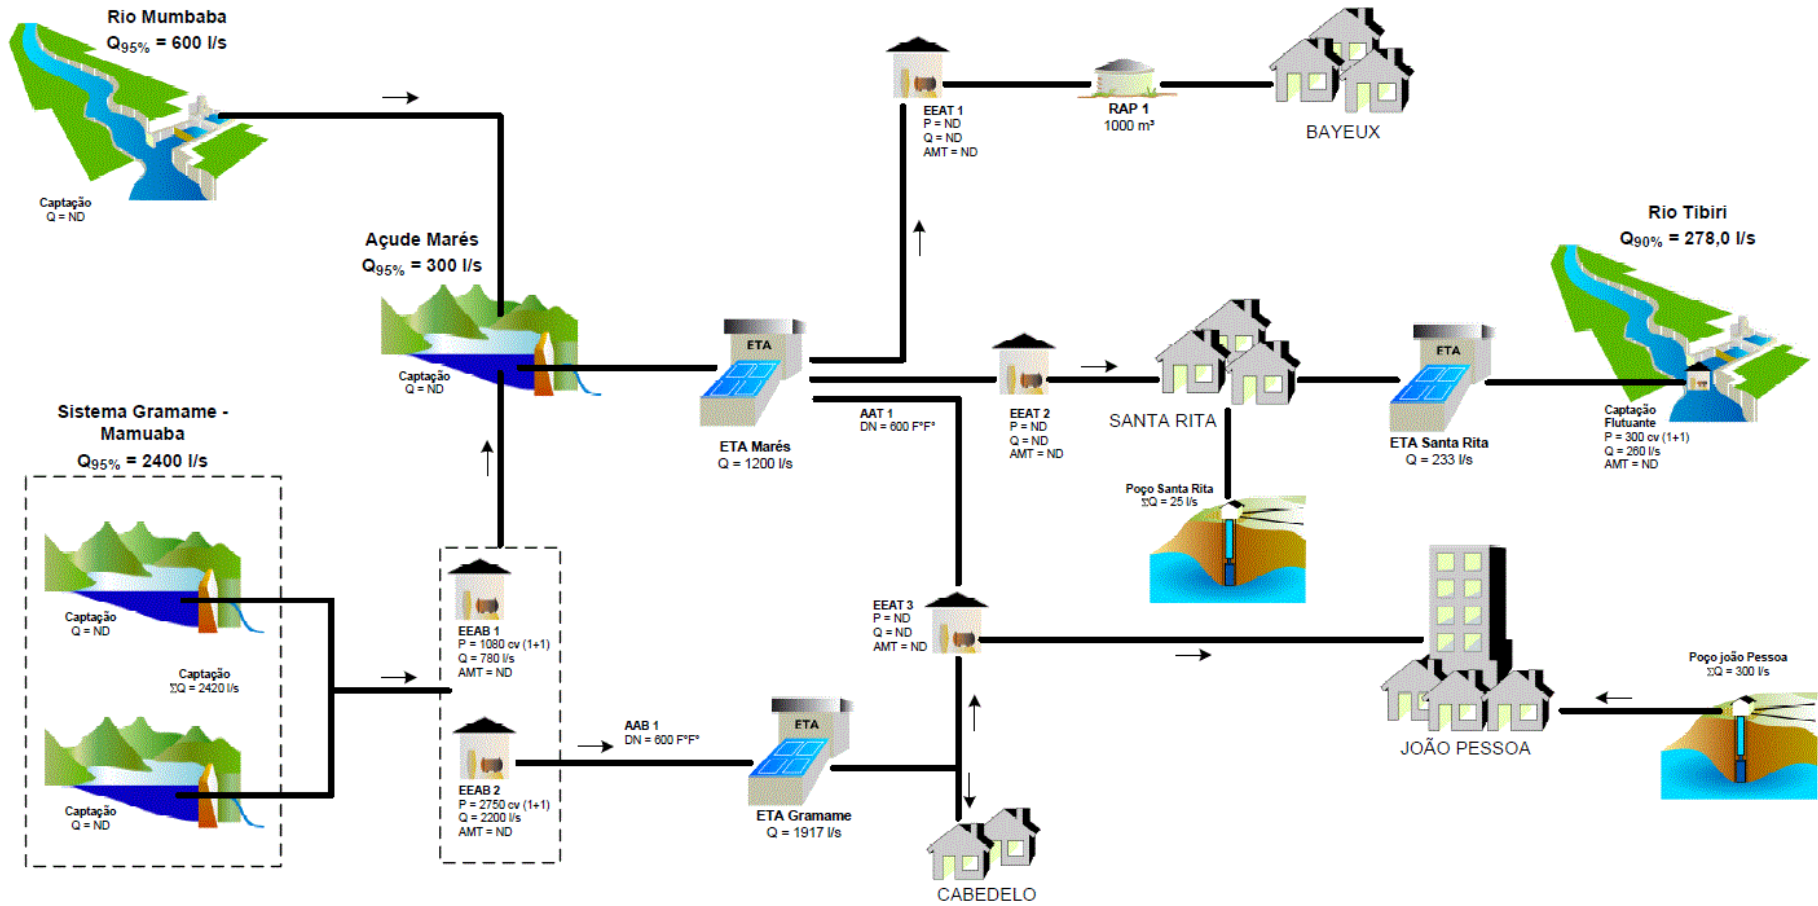 Rio Mumbaba
Q95% = 600 l/s
Captação
Q = ND
Açude Marés
Q95% = 300 l/s
Captação
Q = ND
Sistema Gramame -
Mamuaba
Q95% = 2400 l/s
Captação
Q = ND
Captação
ΣQ = 2420 l/s
Captação
Q = ND
EEAB 1
P = 1080 cv (1+1)
Q = 780 l/s
AMT = ND
EEAB 2
P = 2750 cv (1+1)
Q = 2200 l/s
AMT = ND
AAB 1
DN = 600 FºFº
ETA
ETA Gramame
Q = 1917 l/s
ETA
ETA Marés
Q = 1200 l/s
AAT 1
DN = 600 FºFº
EEAT 1
P = ND
Q = ND
AMT = ND
RAP 1
1000 m³
BAYEUX
EEAT 2
P = ND
Q = ND
AMT = ND
SANTA RITA
Poço Santa Rita
ΣQ = 25 l/s
ETA
ETA Santa Rita
Q = 233 l/s
Rio Tibiri
Q90% = 278,0 l/s
Captação
Flutuante
P = 300 cv (1+1)
Q = 260 l/s
AMT = ND
EEAT 3
P = ND
Q = ND
AMT = ND
CABEDELO
JOÃO PESSOA
Poço joão Pessoa
ΣQ = 300 l/s